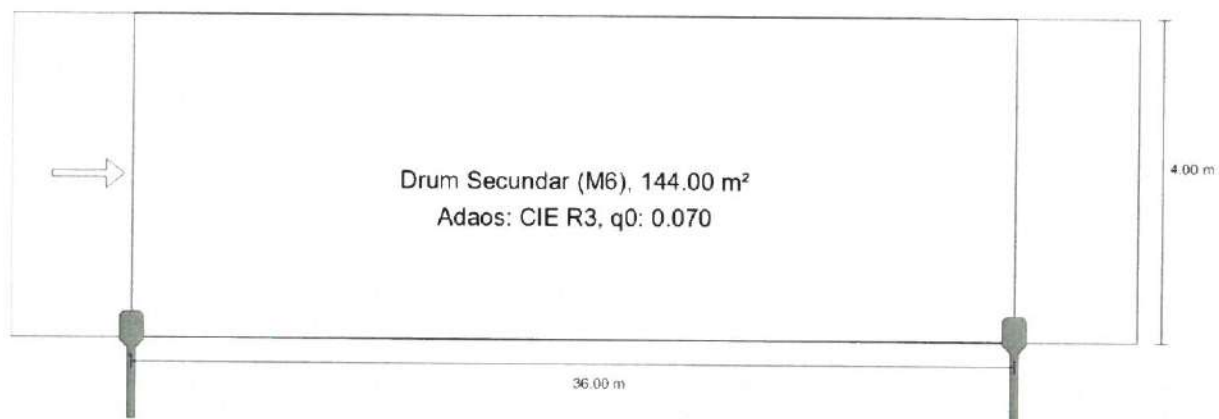 Drum Secundar (M6), 144.00 m²
Adaos: CIE R3, q0: 0.070
4.00 m
36.00 m